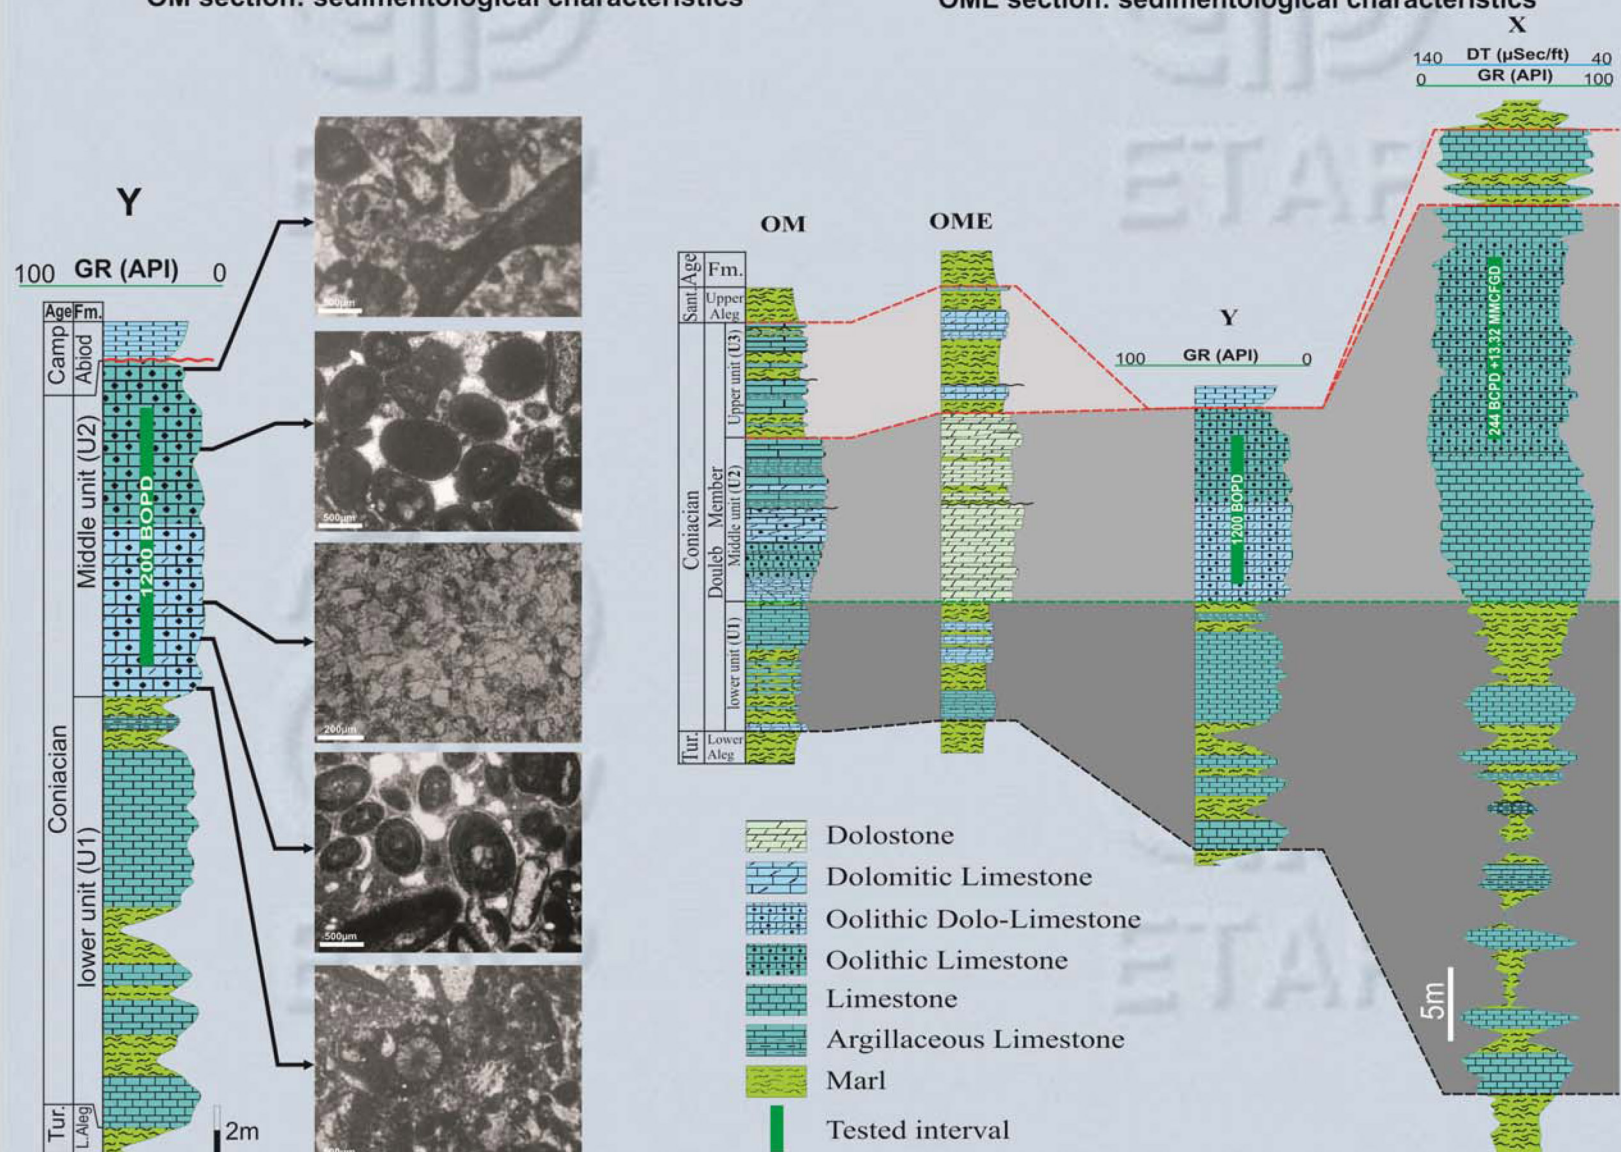 OM section: sedimentological characteristics
OME section: sedimentological characteristics
X
140 DT (µSec/ft) 40
0 GR (API) 100
Y
100 GR (API) 0
Age Fm.
Camp
Abiod
Middle unit (U2)
1200 BOPD
Coniacian
lower unit (U1)
Tur.
L.Aleg
2m
500µm
200µm
500µm
OM
OME
Age
Fm.
Sant.
Upper
Aleg
Upper unit (U3)
Coniacian
Douleb Member
Middle unit (U2)
lower unit (U1)
Tur.
Lower
Aleg
Y
100 GR (API) 0
1200 BOPD
244 BCPD +13.32 MMCFGD
5m
Dolostone
Dolomitic Limestone
Oolithic Dolo-Limestone
Oolithic Limestone
Limestone
Argillaceous Limestone
Marl
Tested interval
ETAP